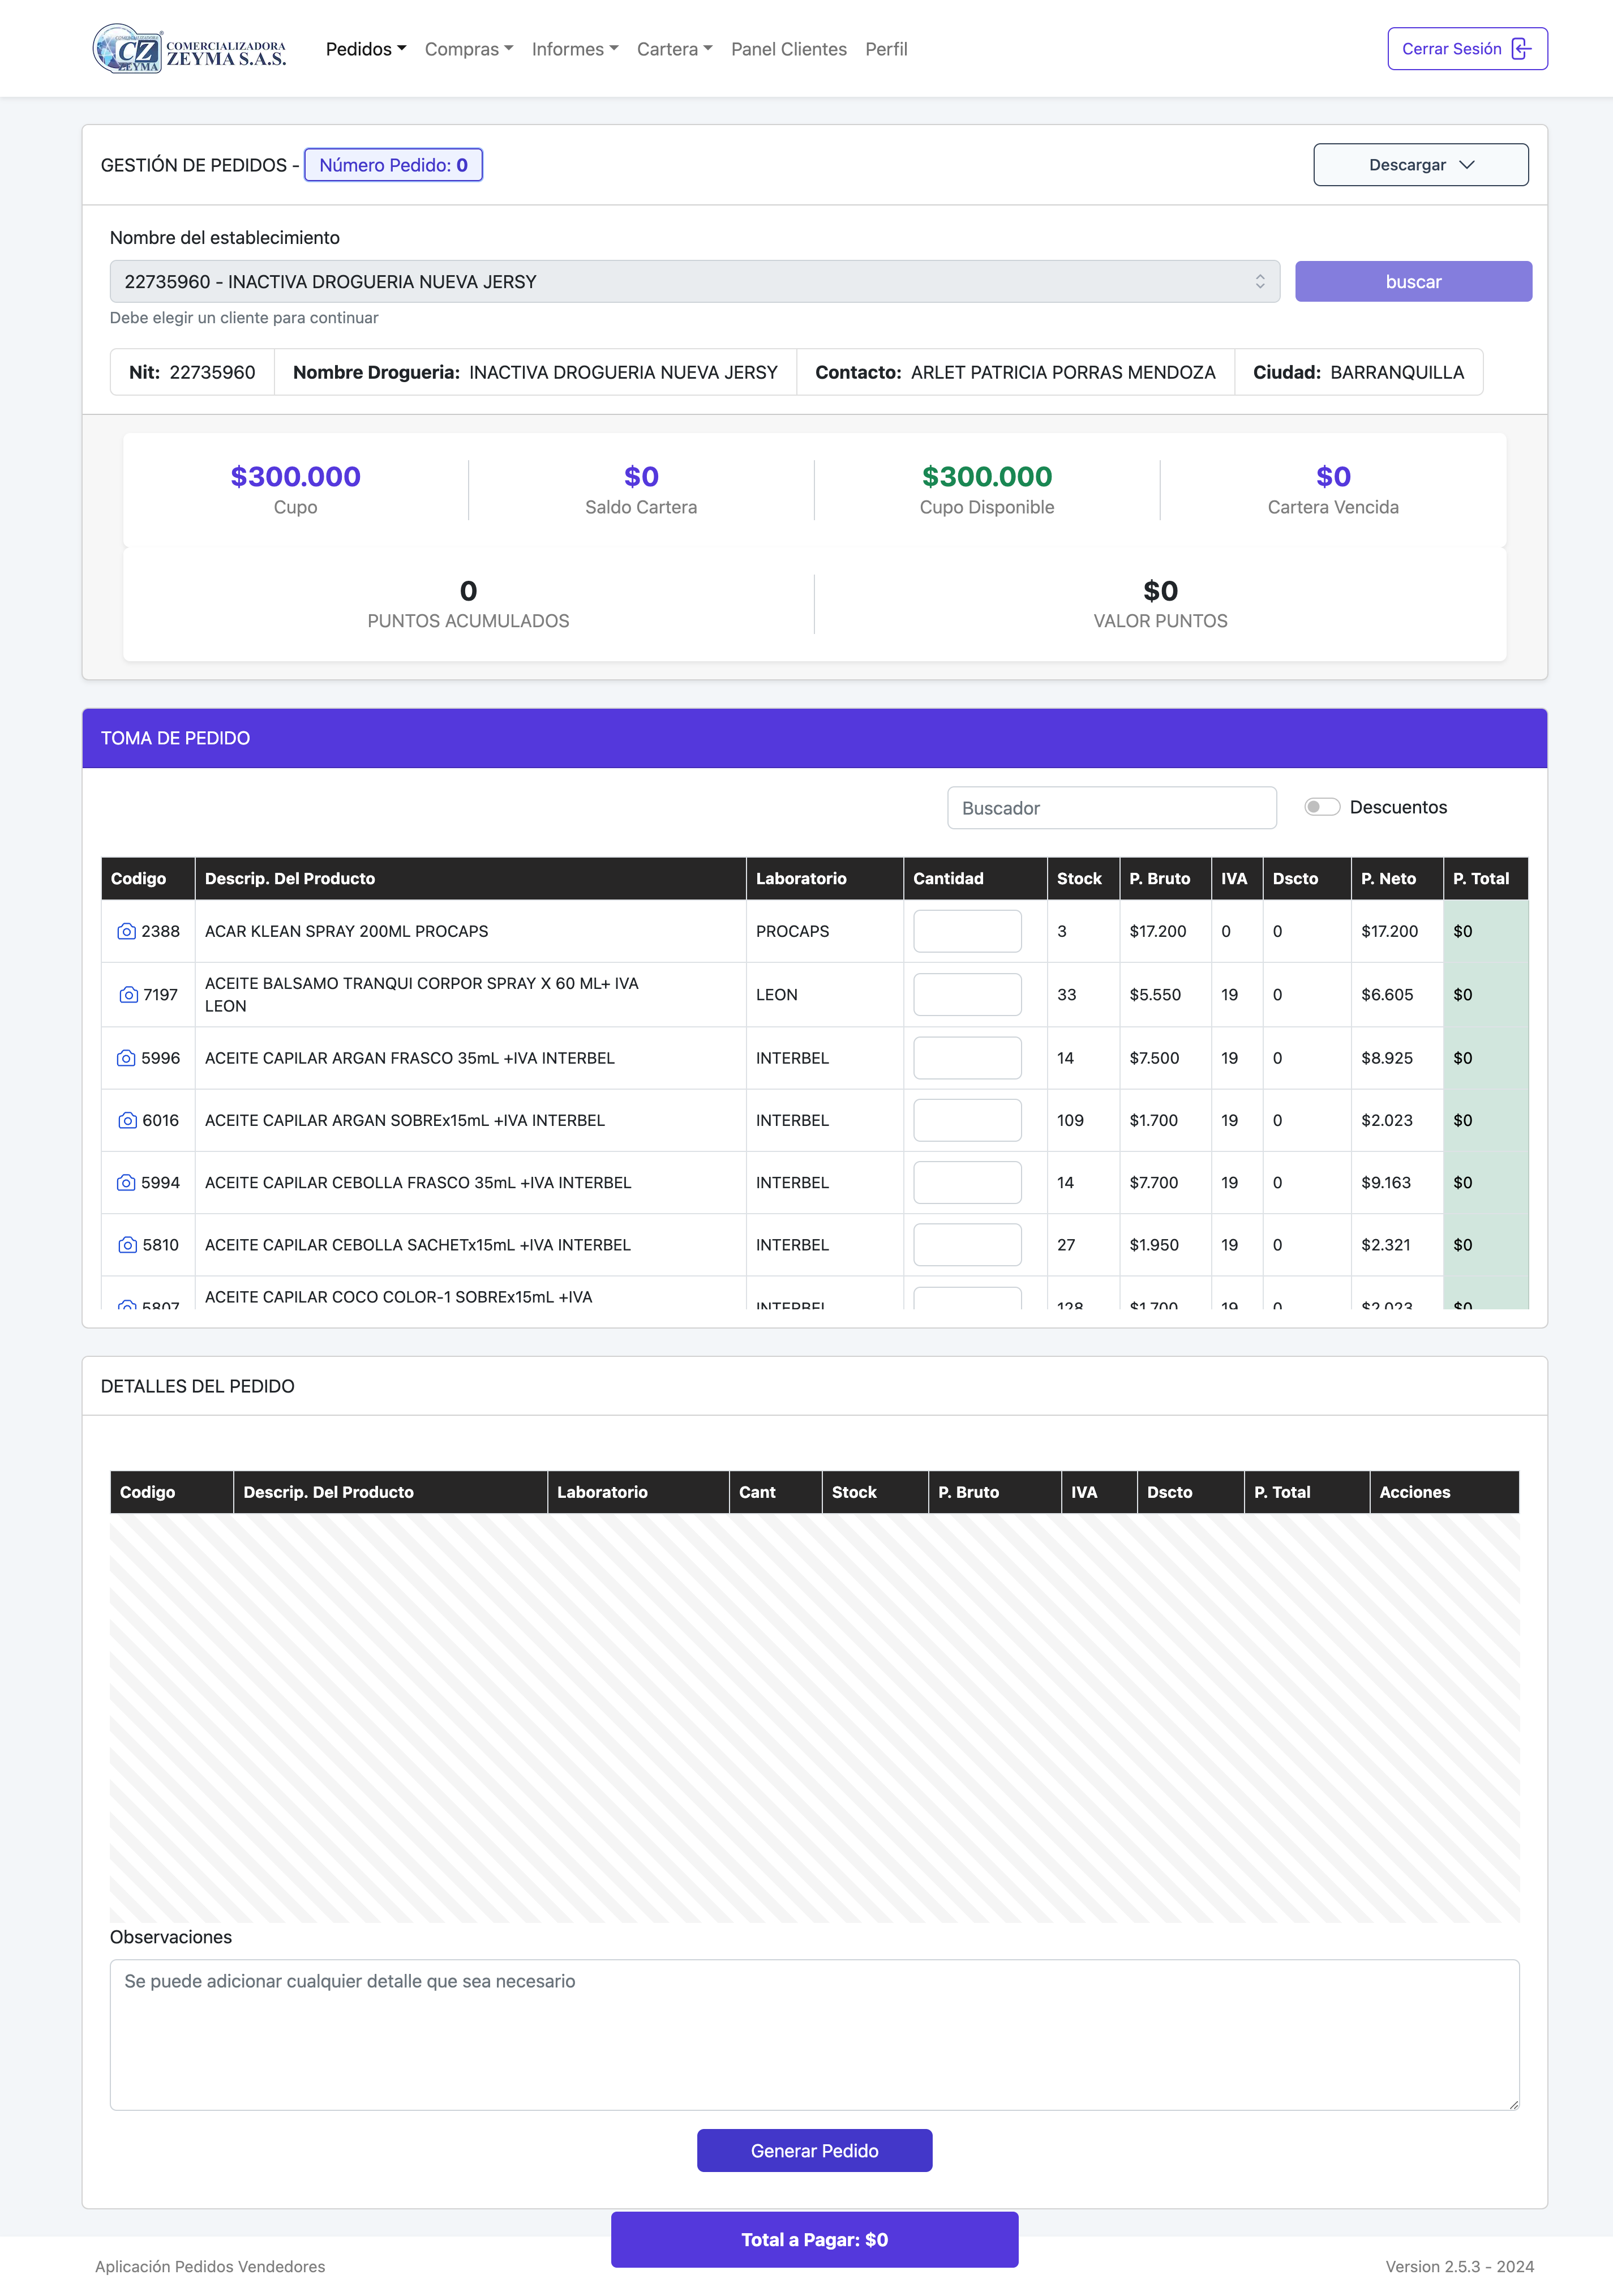 COMERCIALIZADORA
ZEYMA S.A.S.
CZ
ZEYMA
Pedidos Compras Informes Cartera Panel Clientes Perfil
Cerrar Sesión
GESTIÓN DE PEDIDOS - Número Pedido: 0
Descargar
Nombre del establecimiento
22735960 - INACTIVA DROGUERIA NUEVA JERSY
buscar
Debe elegir un cliente para continuar
Nit: 22735960 Nombre Drogueria: INACTIVA DROGUERIA NUEVA JERSY Contacto: ARLET PATRICIA PORRAS MENDOZA Ciudad: BARRANQUILLA
$300.000 $0 $300.000 $0
Cupo Saldo Cartera Cupo Disponible Cartera Vencida
0 $0
PUNTOS ACUMULADOS VALOR PUNTOS
TOMA DE PEDIDO
Buscador Descuentos
Codigo Descrip. Del Producto Laboratorio Cantidad Stock P. Bruto IVA Dscto P. Neto P. Total
2388 ACAR KLEAN SPRAY 200ML PROCAPS PROCAPS 3 $17.200 0 0 $17.200 $0
7197 ACEITE BALSAMO TRANQUI CORPOR SPRAY X 60 ML+ IVA
LEON LEON 33 $5.550 19 0 $6.605 $0
5996 ACEITE CAPILAR ARGAN FRASCO 35mL +IVA INTERBEL INTERBEL 14 $7.500 19 0 $8.925 $0
6016 ACEITE CAPILAR ARGAN SOBREx15mL +IVA INTERBEL INTERBEL 109 $1.700 19 0 $2.023 $0
5994 ACEITE CAPILAR CEBOLLA FRASCO 35mL +IVA INTERBEL INTERBEL 14 $7.700 19 0 $9.163 $0
5810 ACEITE CAPILAR CEBOLLA SACHETx15mL +IVA INTERBEL INTERBEL 27 $1.950 19 0 $2.321 $0
ACEITE CAPILAR COCO COLOR-1 SOBREx15mL +IVA
5807 INTERBEL 128 $1.700 19 0 $2.023 $0
DETALLES DEL PEDIDO
Codigo Descrip. Del Producto Laboratorio Cant Stock P. Bruto IVA Dscto P. Total Acciones
Observaciones
Se puede adicionar cualquier detalle que sea necesario
Generar Pedido
Total a Pagar: $0
Aplicación Pedidos Vendedores
Version 2.5.3 - 2024